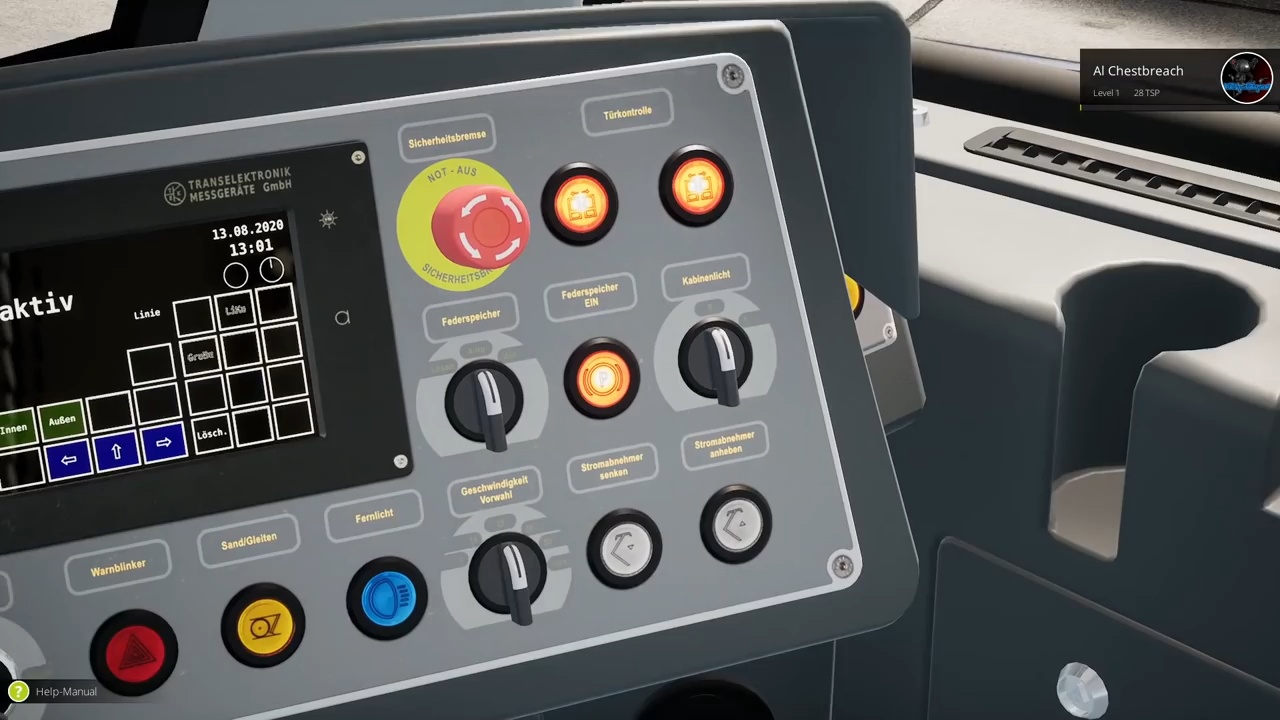 Al Chestbreach
Level 1 28 TSP
Türkontrolle
Sicherheitsbremse
NOT - AUS
TRANSELEKTRONIK
MESSGERÄTE GmbH
13.08.2020
13:01
aktiv
Linie
LiKo
Große
Innen
Außen
Lösch.
Federspeicher
Federspeicher
EIN
Kabinenlicht
P
Geschwindigkeit
Vorwahl
Stromabnehmer
senken
Stromabnehmer
anheben
Warnblinker
Sand/Gleiten
Fernlicht
? Help-Manual